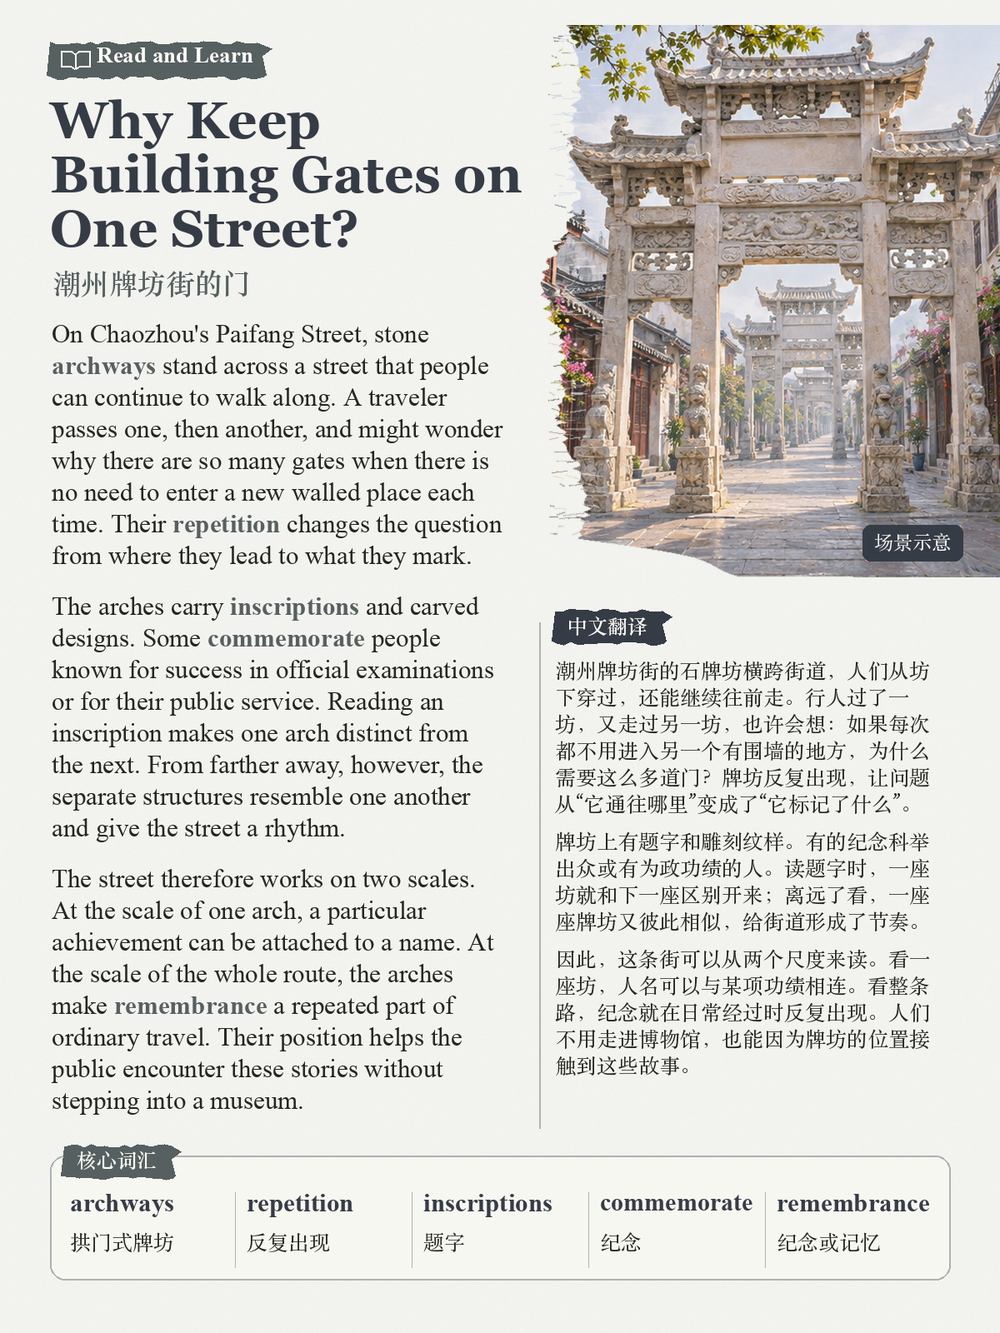 Read and Learn
Why Keep
Building Gates on
One Street?
潮州牌坊街的门
On Chaozhou's Paifang Street, stone
archways stand across a street that people
can continue to walk along. A traveler
passes one, then another, and might wonder
why there are so many gates when there is
no need to enter a new walled place each
time. Their repetition changes the question
from where they lead to what they mark.
The arches carry inscriptions and carved
designs. Some commemorate people
known for success in official examinations
or for their public service. Reading an
inscription makes one arch distinct from
the next. From farther away, however, the
separate structures resemble one another
and give the street a rhythm.
The street therefore works on two scales.
At the scale of one arch, a particular
achievement can be attached to a name. At
the scale of the whole route, the arches
make remembrance a repeated part of
ordinary travel. Their position helps the
public encounter these stories without
stepping into a museum.
场景示意
中文翻译
潮州牌坊街的石牌坊横跨街道，人们从坊
下穿过，还能继续往前走。行人过了一
坊，又走过另一坊，也许会想：如果每次
都不用进入另一个有围墙的地方，为什么
需要这么多道门？牌坊反复出现，让问题
从“它通往哪里”变成了“它标记了什么”。
牌坊上有题字和雕刻纹样。有的纪念科举
出众或有为政功绩的人。读题字时，一座
坊就和下一座区别开来；离远了看，一座
座牌坊又彼此相似，给街道形成了节奏。
因此，这条街可以从两个尺度来读。看一
座坊，人名可以与某项功绩相连。看整条
路，纪念就在日常经过时反复出现。人们
不用走进博物馆，也能因为牌坊的位置接
触到这些故事。
核心词汇
archways
拱门式牌坊
repetition
反复出现
inscriptions
题字
commemorate
纪念
remembrance
纪念或记忆